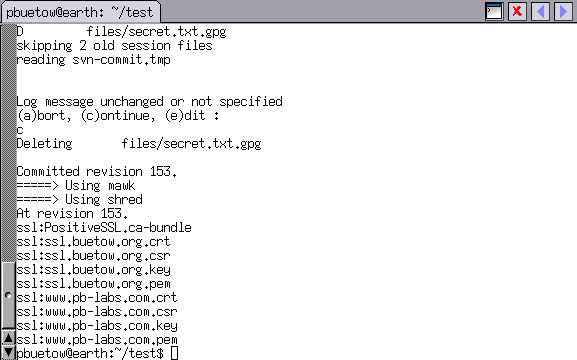 pbuetow@earth: ~/test
D         files/secret.txt.gpg
skipping 2 old session files
reading svn-commit.tmp
Log message unchanged or not specified
(a)bort, (c)ontinue, (e)dit :
c
Deleting       files/secret.txt.gpg
Committed revision 153.
=====> Using mawk
=====> Using shred
At revision 153.
ssl:PositiveSSL.ca-bundle
ssl:ssl.buetow.org.crt
ssl:ssl.buetow.org.csr
ssl:ssl.buetow.org.key
ssl:ssl.buetow.org.pem
ssl:www.pb-labs.com.crt
ssl:www.pb-labs.com.csr
ssl:www.pb-labs.com.key
ssl:www.pb-labs.com.pem
pbuetow@earth:~/test$